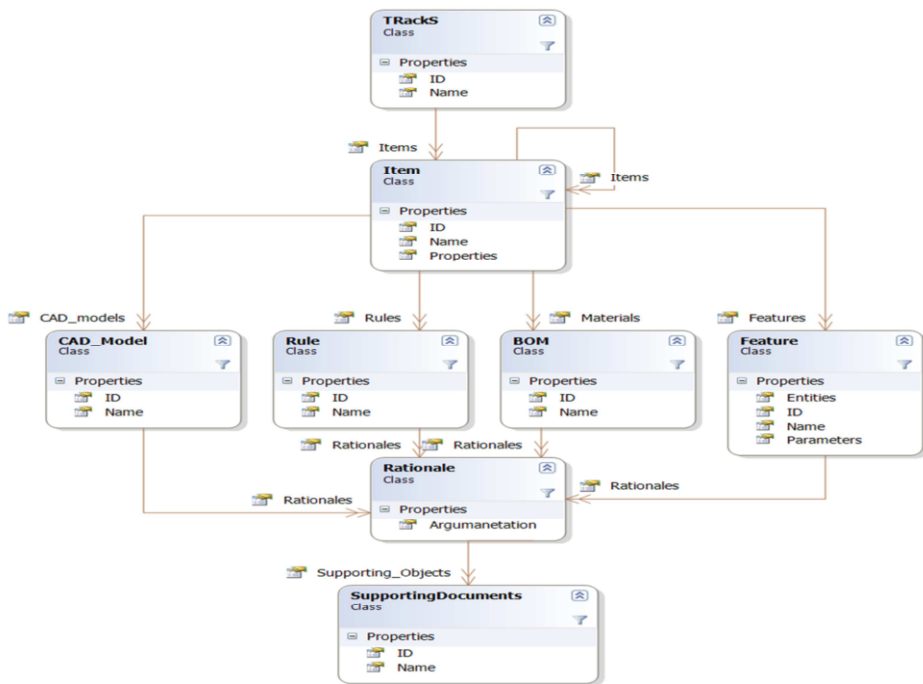 TRackS
Class
Properties
ID
Name
Items
Item
Class
Items
Properties
ID
Name
Properties
CAD_models
Rules
Materials
Features
CAD_Model
Class
Properties
ID
Name
Rule
Class
Properties
ID
Name
BOM
Class
Properties
ID
Name
Feature
Class
Properties
Entities
ID
Name
Parameters
Rationales
Rationales
Rationale
Class
Rationales
Rationales
Properties
Argumanetation
Supporting_Objects
SupportingDocuments
Class
Properties
ID
Name